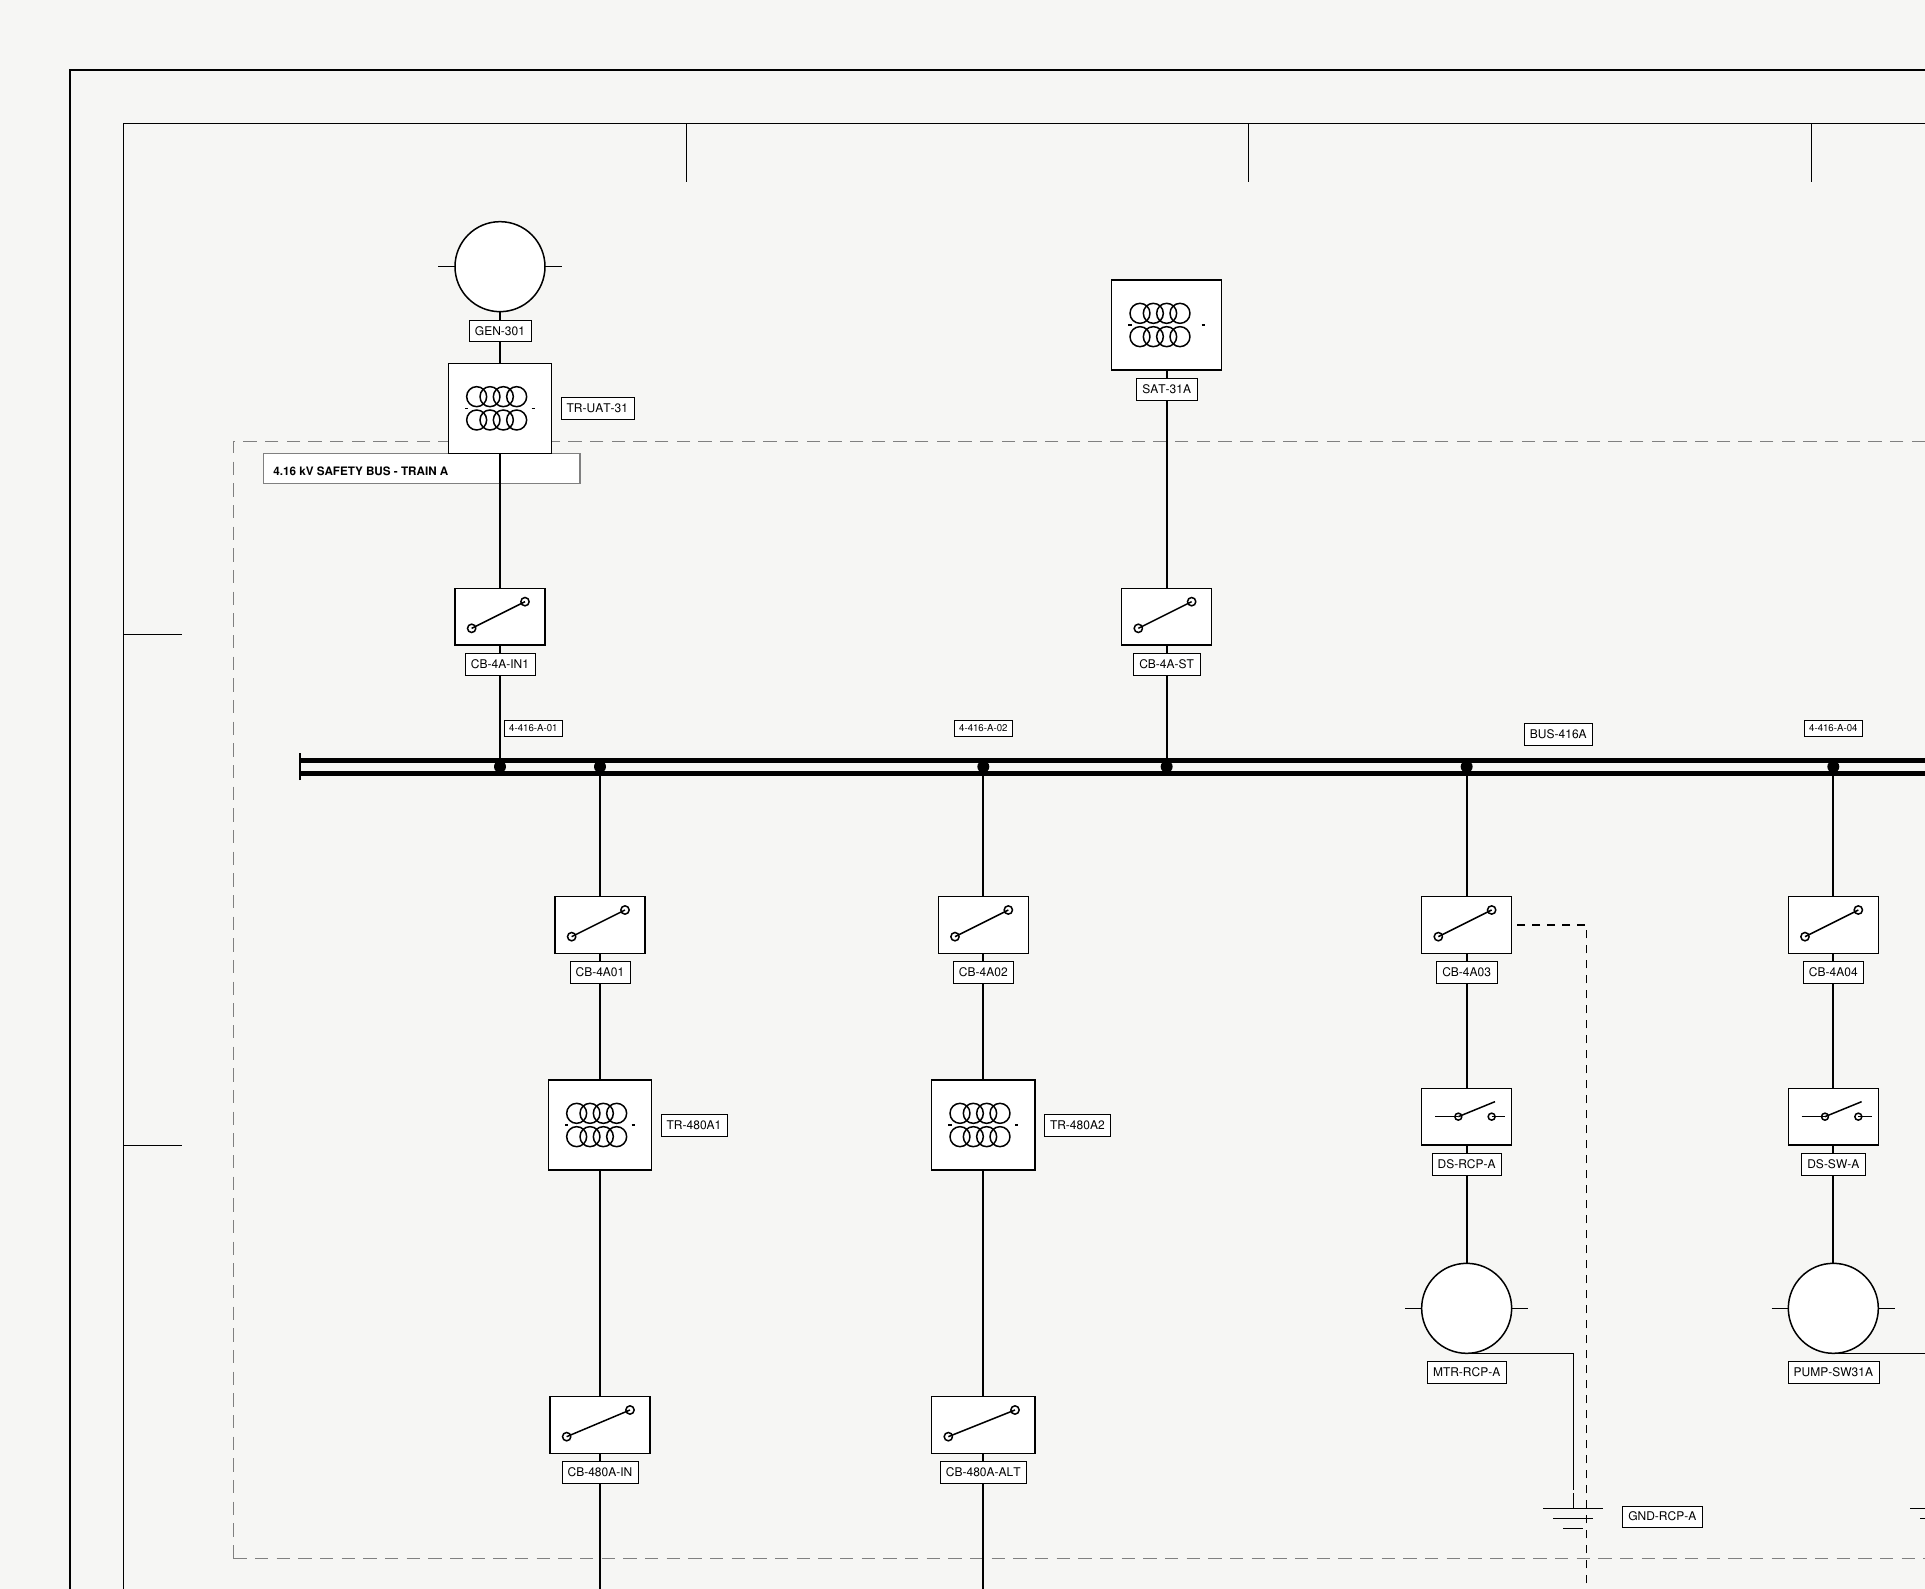 GEN-301
SAT-31A
TR-UAT-31
4.16 kV SAFETY BUS - TRAIN A
CB-4A-IN1
CB-4A-ST
4-416-A-01
4-416-A-02
BUS-416A
4-416-A-04
CB-4A01
CB-4A02
CB-4A03
CB-4A04
TR-480A1
TR-480A2
DS-RCP-A
DS-SW-A
MTR-RCP-A
PUMP-SW31A
CB-480A-IN
CB-480A-ALT
GND-RCP-A